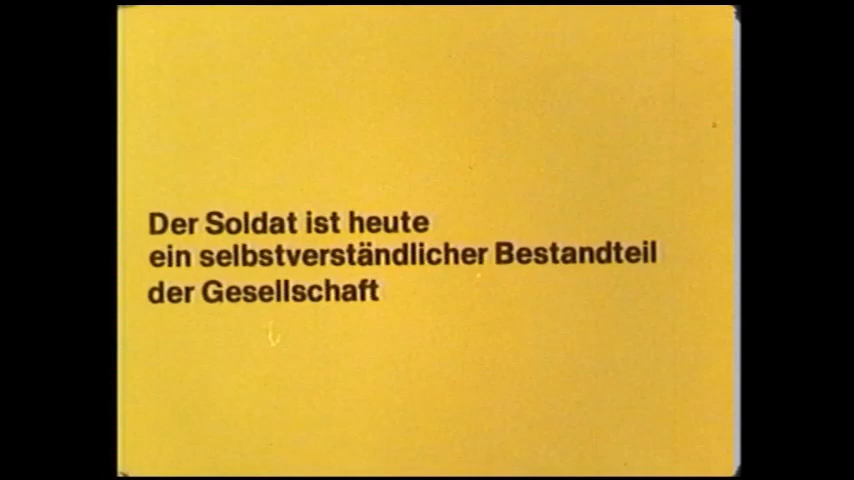 Der Soldat ist heute
ein selbstverständlicher Bestandteil
der Gesellschaft